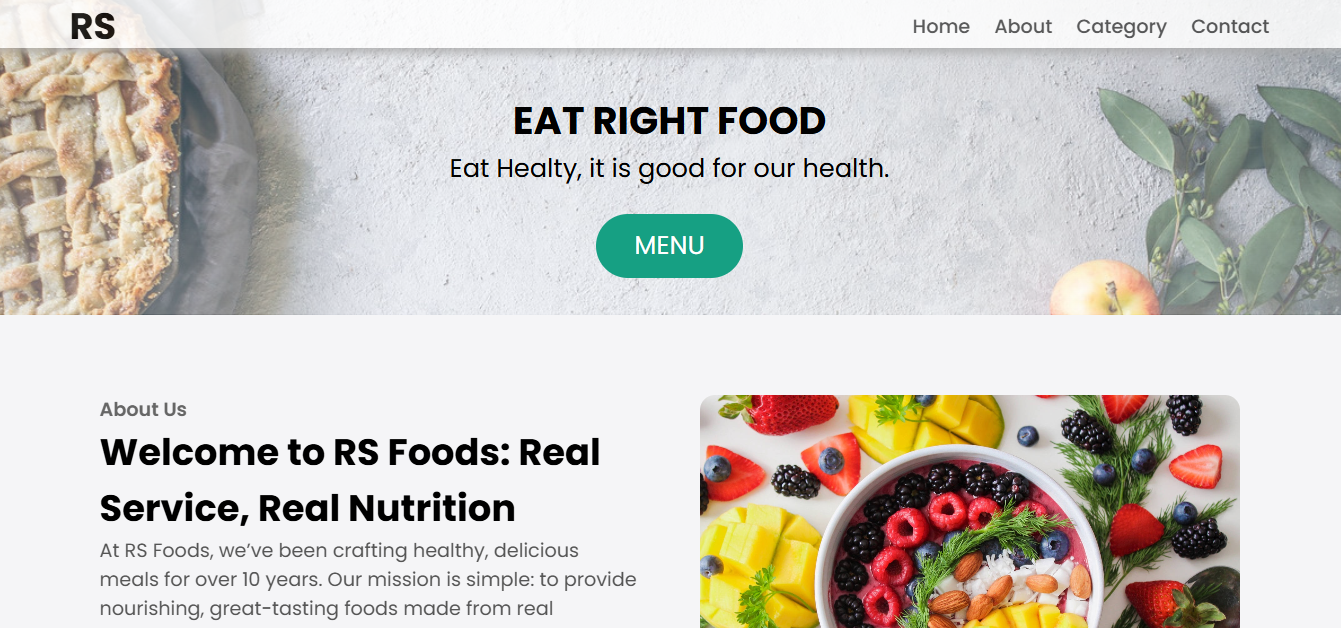 RS
Home About Category Contact
EAT RIGHT FOOD
Eat Healty, it is good for our health.
MENU
About Us
Welcome to RS Foods: Real
Service, Real Nutrition
At RS Foods, we’ve been crafting healthy, delicious
meals for over 10 years. Our mission is simple: to provide
nourishing, great-tasting foods made from real